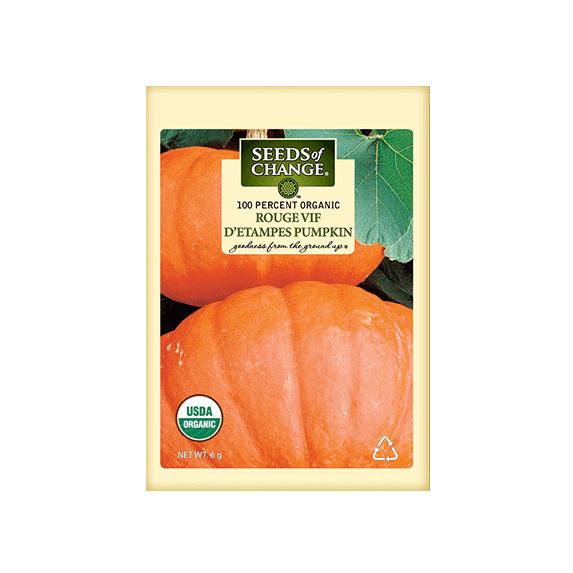 SEEDS of
CHANGE®
™
100 PERCENT ORGANIC
ROUGE VIF
D'ETAMPES PUMPKIN
goodness from the ground up®
USDA
ORGANIC
NET WT. 6 g